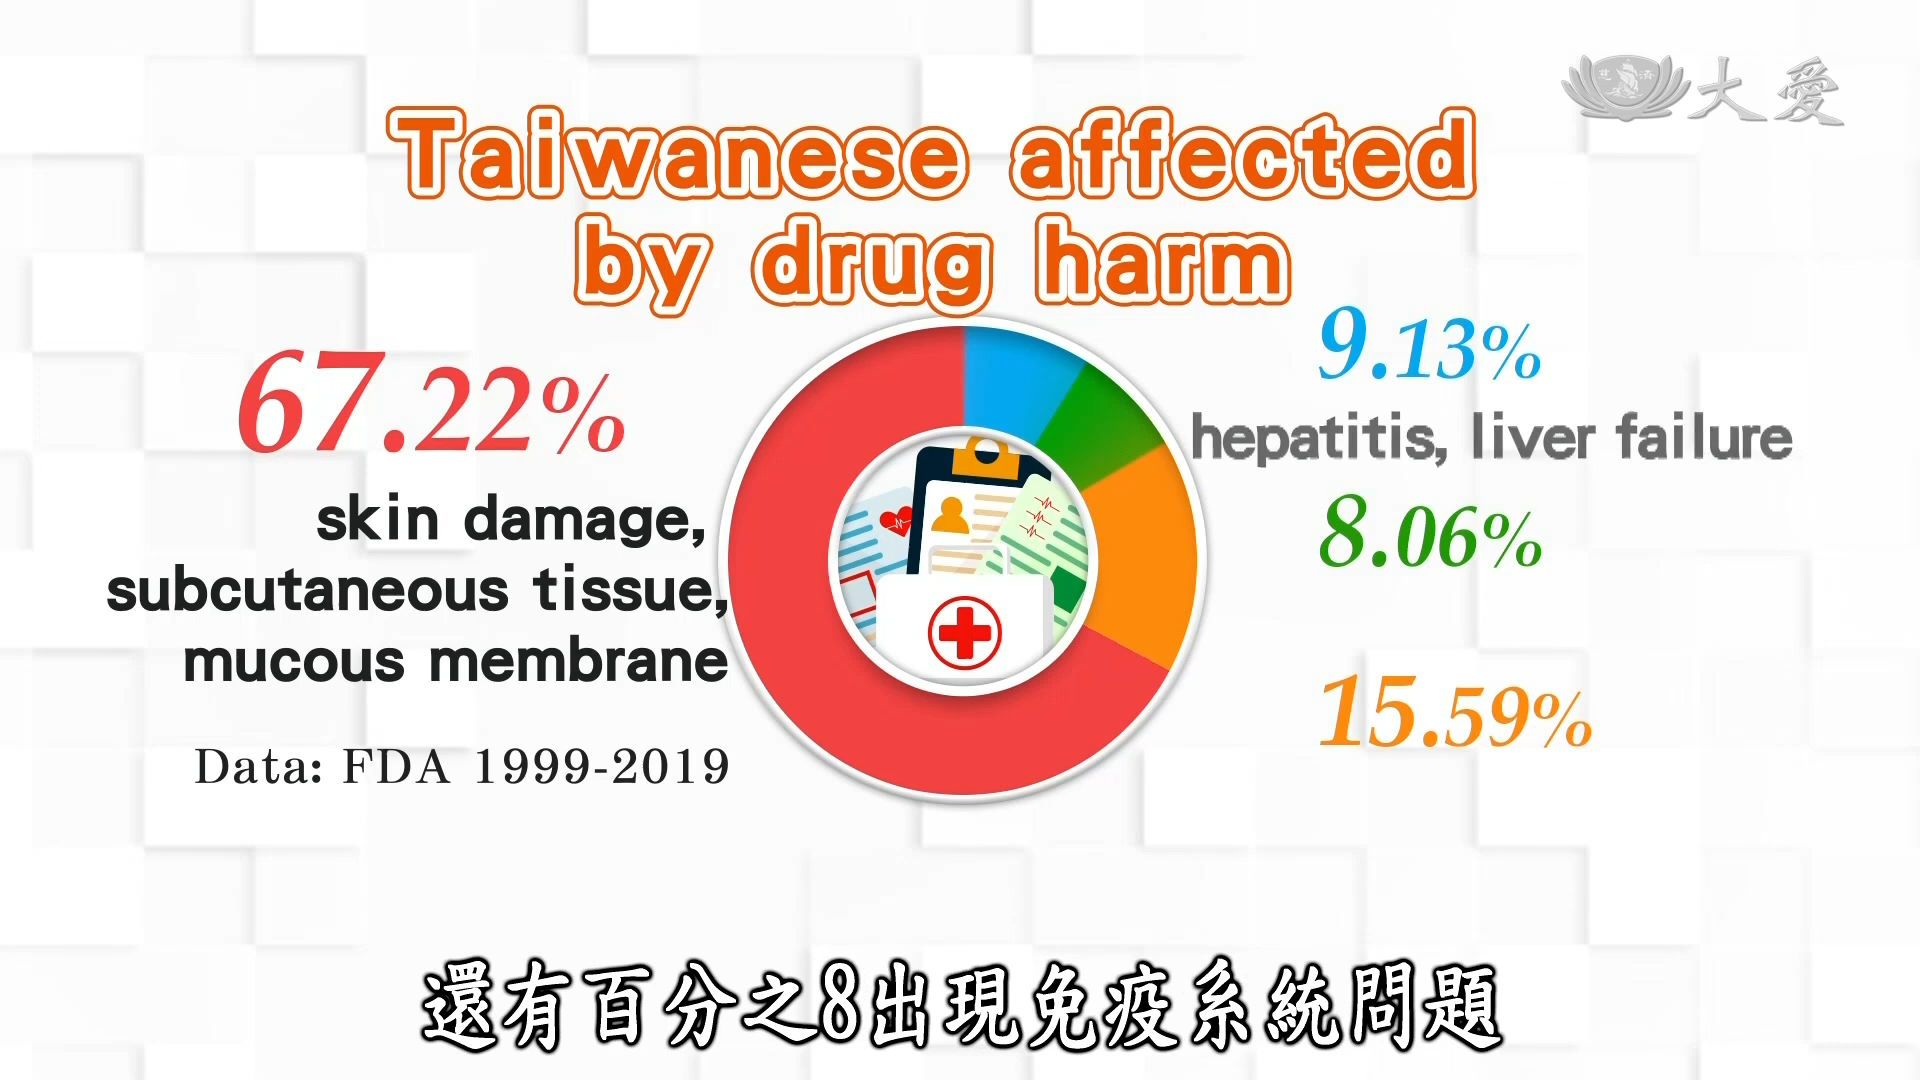 大愛
Taiwanese affected
by drug harm
67.22%
skin damage,
subcutaneous tissue,
mucous membrane
Data: FDA 1999-2019
9.13%
hepatitis, liver failure
8.06%
15.59%
還有百分之8出現免疫系統問題